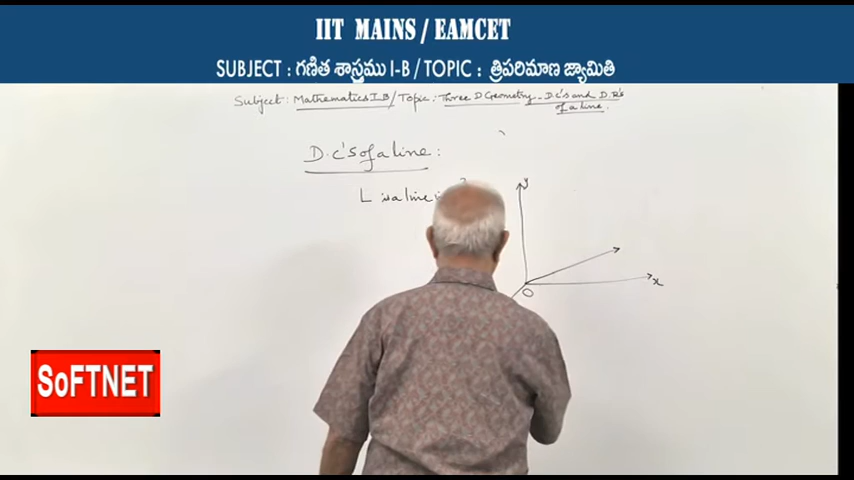 IIT MAINS / EAMCET
SUBJECT : గణిత శాస్త్రము I-B / TOPIC : త్రిపరిమాణ జ్యామితి
Subject: Mathematics IB / Topic: Three D Geometry - D.C's and D.R's
of a line.
D.C's of a line:
L is a line
y
x
O
SoFTNET